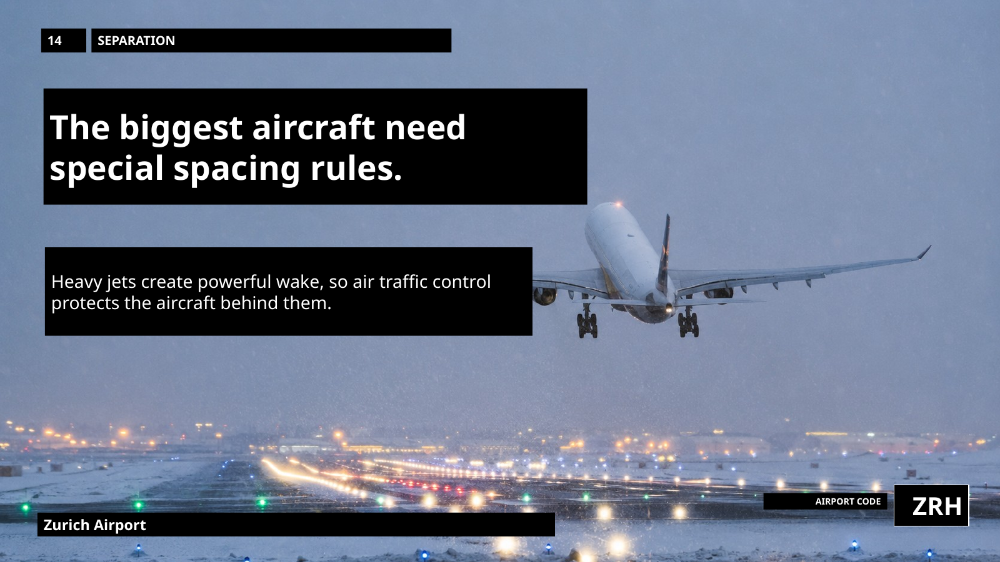 14
SEPARATION
The biggest aircraft need
special spacing rules.
Heavy jets create powerful wake, so air traffic control
protects the aircraft behind them.
AIRPORT CODE
ZRH
Zurich Airport